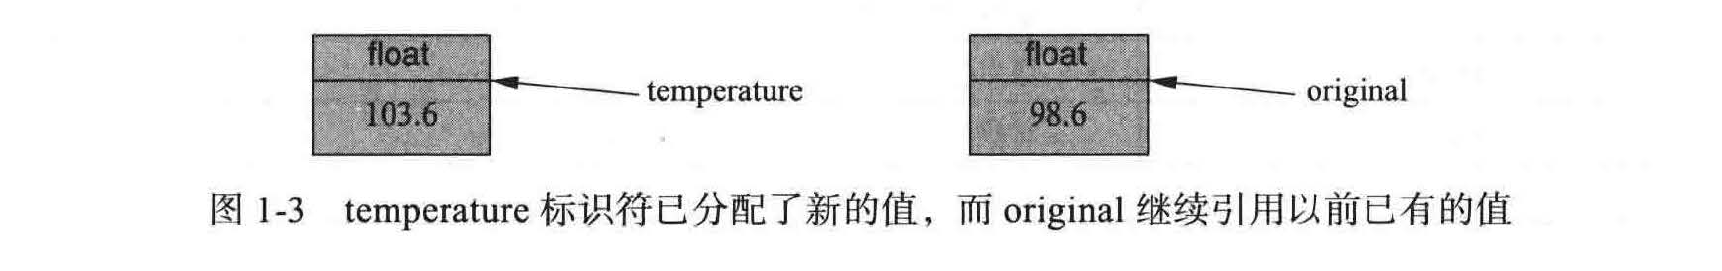 float
103.6
temperature
float
98.6
original
图 1-3 temperature 标识符已分配了新的值，而 original 继续引用以前已有的值